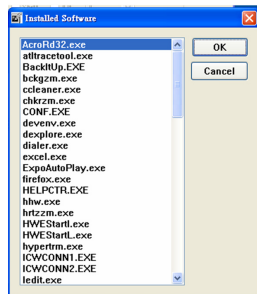 Installed Software
AcroRd32.exe
atltracetool.exe
BackItUp.EXE
bckgzm.exe
ccleaner.exe
chkrzm.exe
CONF.EXE
devenv.exe
dexplore.exe
dialer.exe
excel.exe
ExpoAutoPlay.exe
firefox.exe
HELPCTR.EXE
hhw.exe
hrtzzm.exe
HWEStartI.exe
HWEStartL.exe
hypertrm.exe
ICWCONN1.EXE
ICWCONN2.EXE
Iedit.exe
OK
Cancel